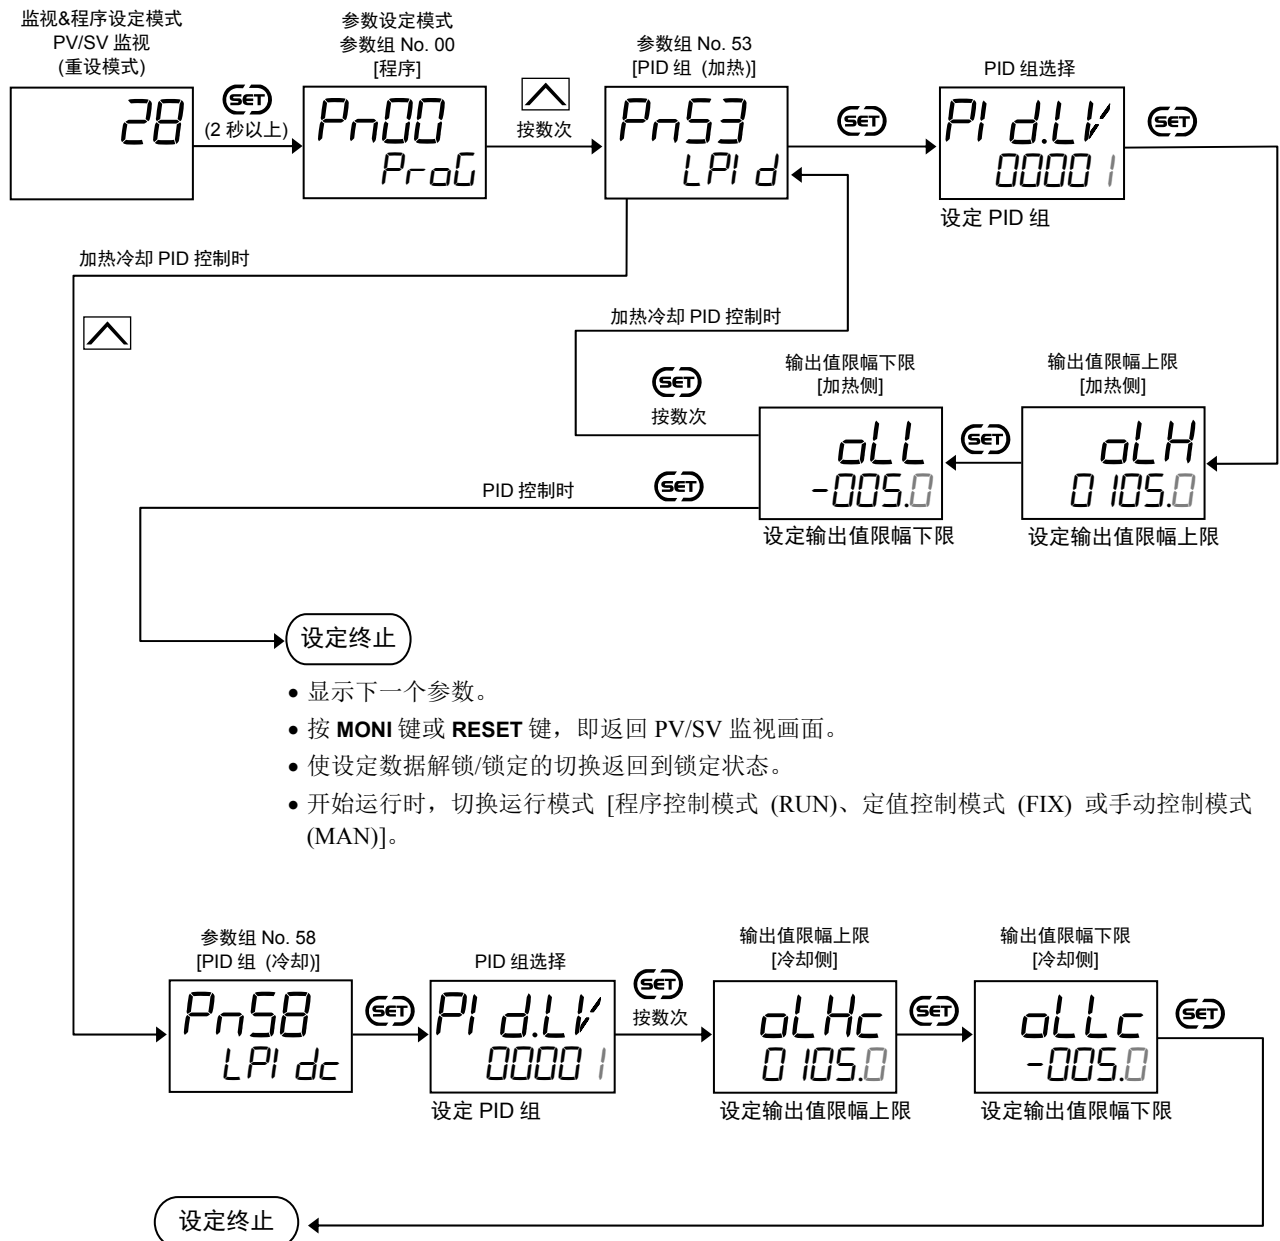 监视&程序设定模式
PV/SV 监视
(重设模式)
28
SET
(2 秒以上)
参数设定模式
参数组 No. 00
[程序]
Pn00
ProG
按数次
参数组 No. 53
[PID 组 (加热)]
Pn53
LPId
SET
PID 组选择
PId.LV
00001
设定 PID 组
SET
加热冷却 PID 控制时
加热冷却 PID 控制时
SET
按数次
输出值限幅下限
[加热侧]
oLL
-005.0
设定输出值限幅下限
SET
输出值限幅上限
[加热侧]
oLH
0105.0
设定输出值限幅上限
PID 控制时
SET
设定终止
• 显示下一个参数。
• 按 MONI 键或 RESET 键，即返回 PV/SV 监视画面。
• 使设定数据解锁/锁定的切换返回到锁定状态。
• 开始运行时，切换运行模式 [程序控制模式 (RUN)、定值控制模式 (FIX) 或手动控制模式
(MAN)]。
参数组 No. 58
[PID 组 (冷却)]
Pn58
LPIdc
SET
PID 组选择
PId.LV
00001
设定 PID 组
SET
按数次
输出值限幅上限
[冷却侧]
oLHc
0105.0
设定输出值限幅上限
SET
输出值限幅下限
[冷却侧]
oLLc
-005.0
设定输出值限幅下限
SET
设定终止